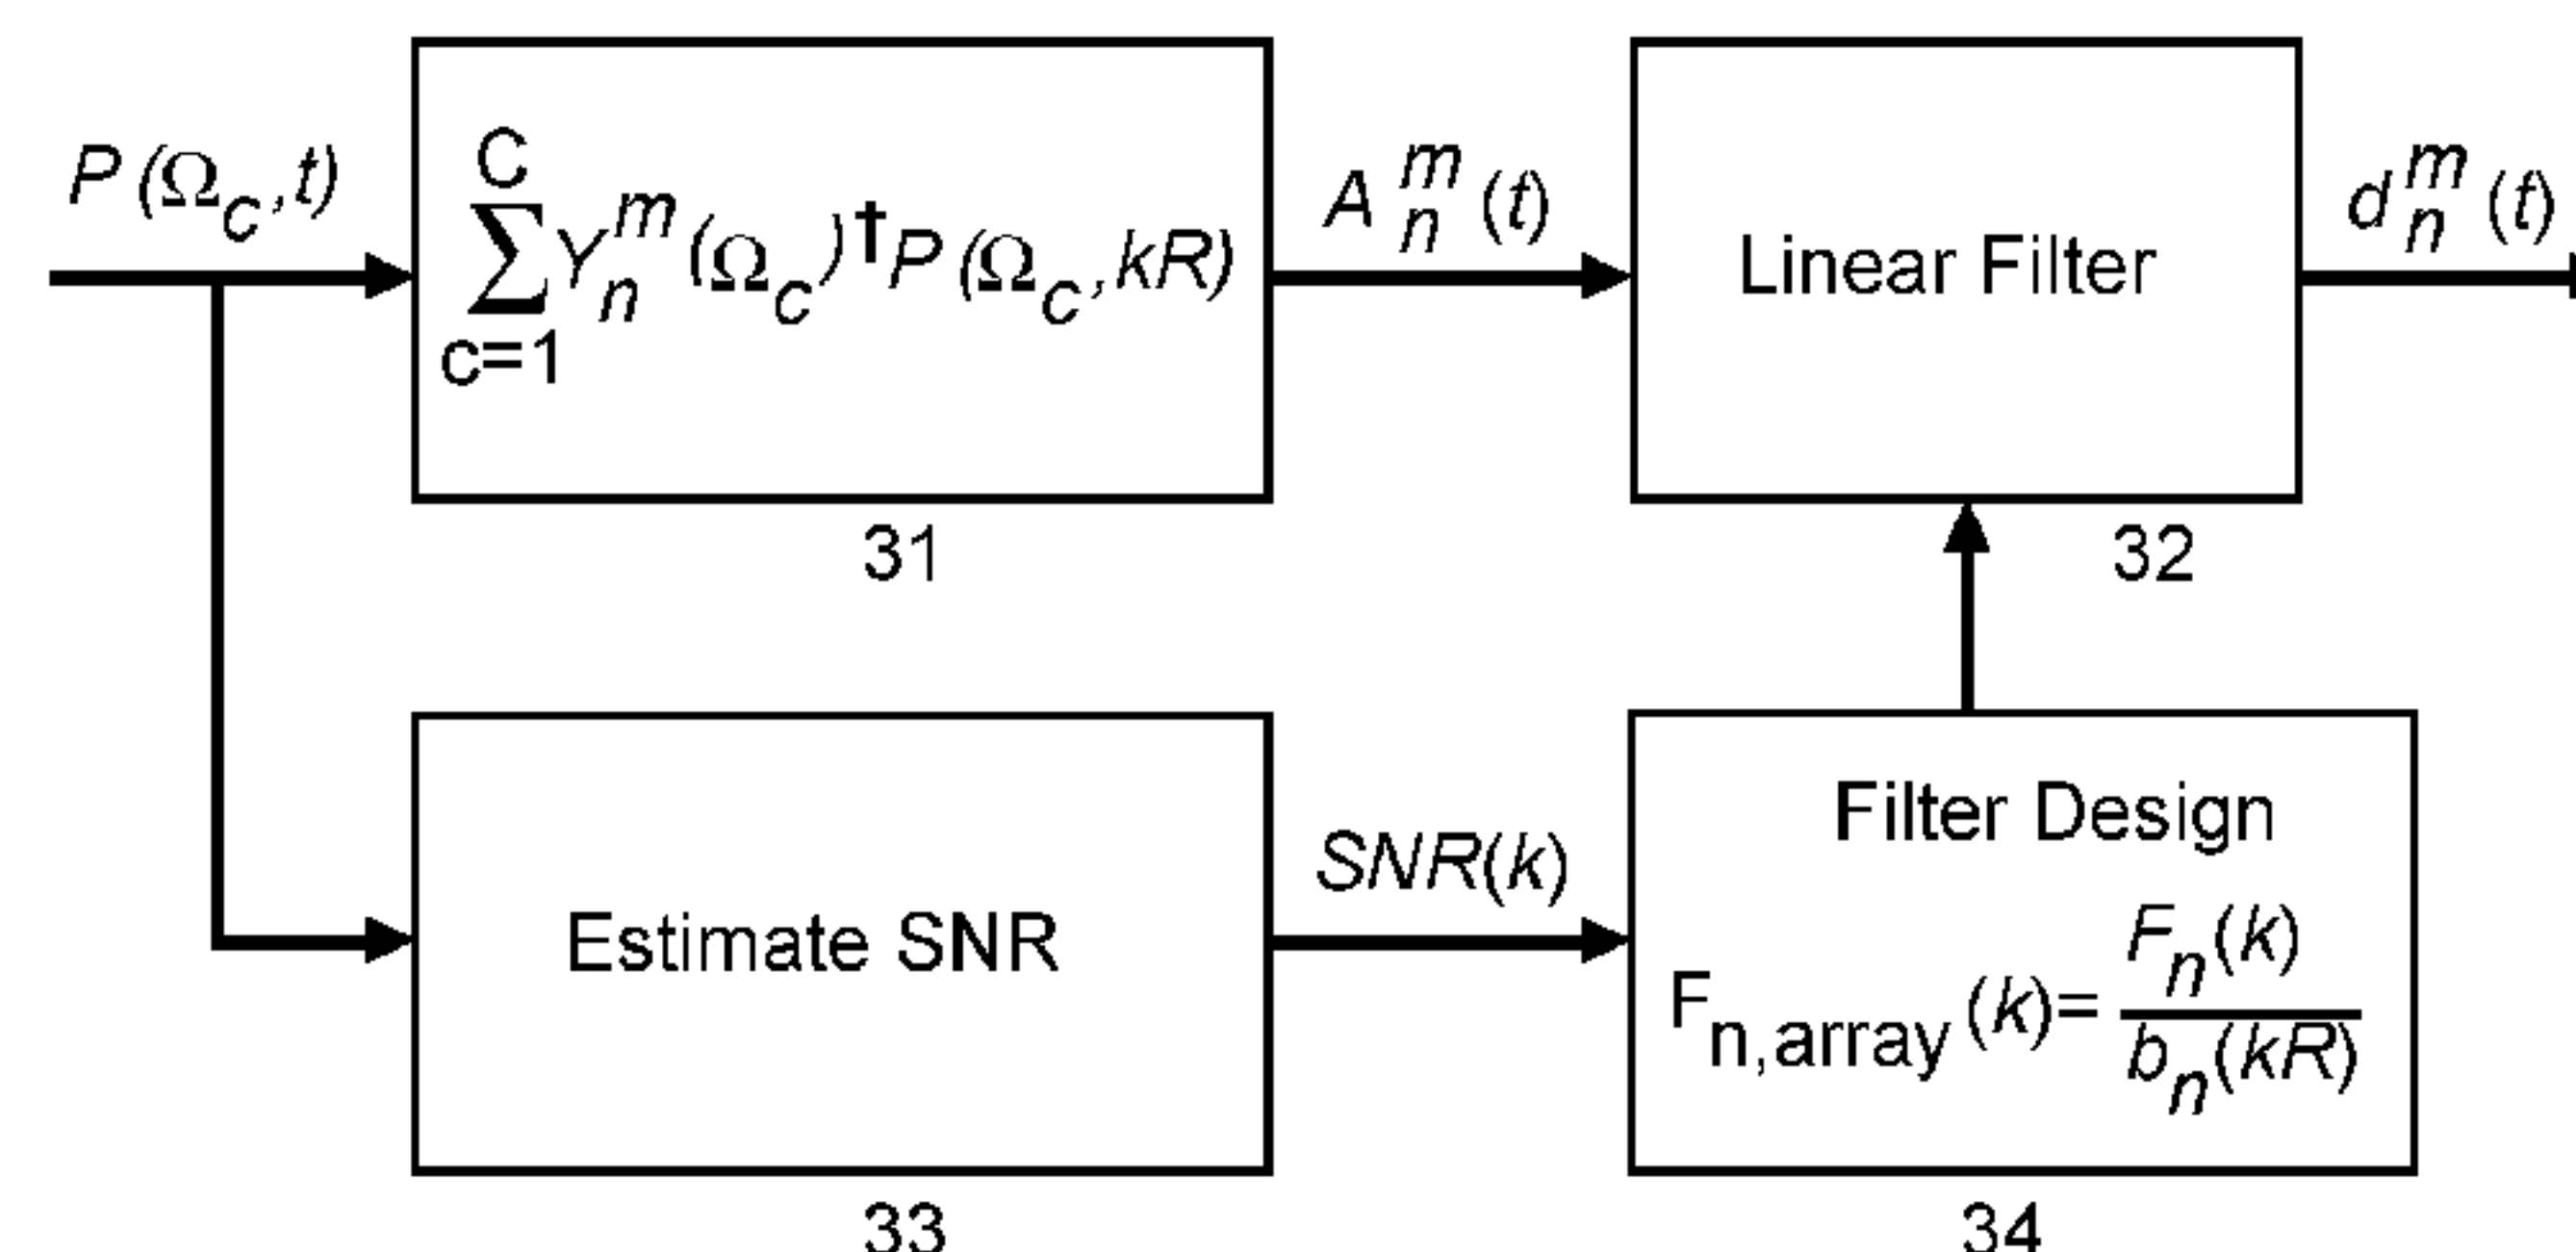 P(Ω_c,t)
C
∑ Y_n^m(Ω_c)^† P(Ω_c,kR)
c=1
A_n^m(t)
Linear Filter
d_n^m(t)
31
32
Estimate SNR
SNR(k)
Filter Design
F_n,array(k)= F_n(k)
b_n(kR)
33
34